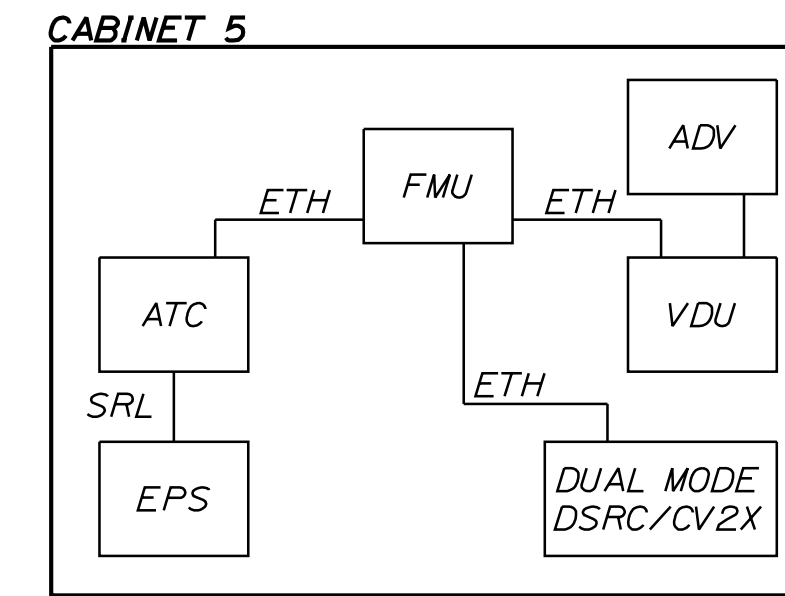 CABINET 5
ADV
FMU
ETH
ETH
ATC
VDU
ETH
SRL
EPS
DUAL MODE
DSRC/CV2X